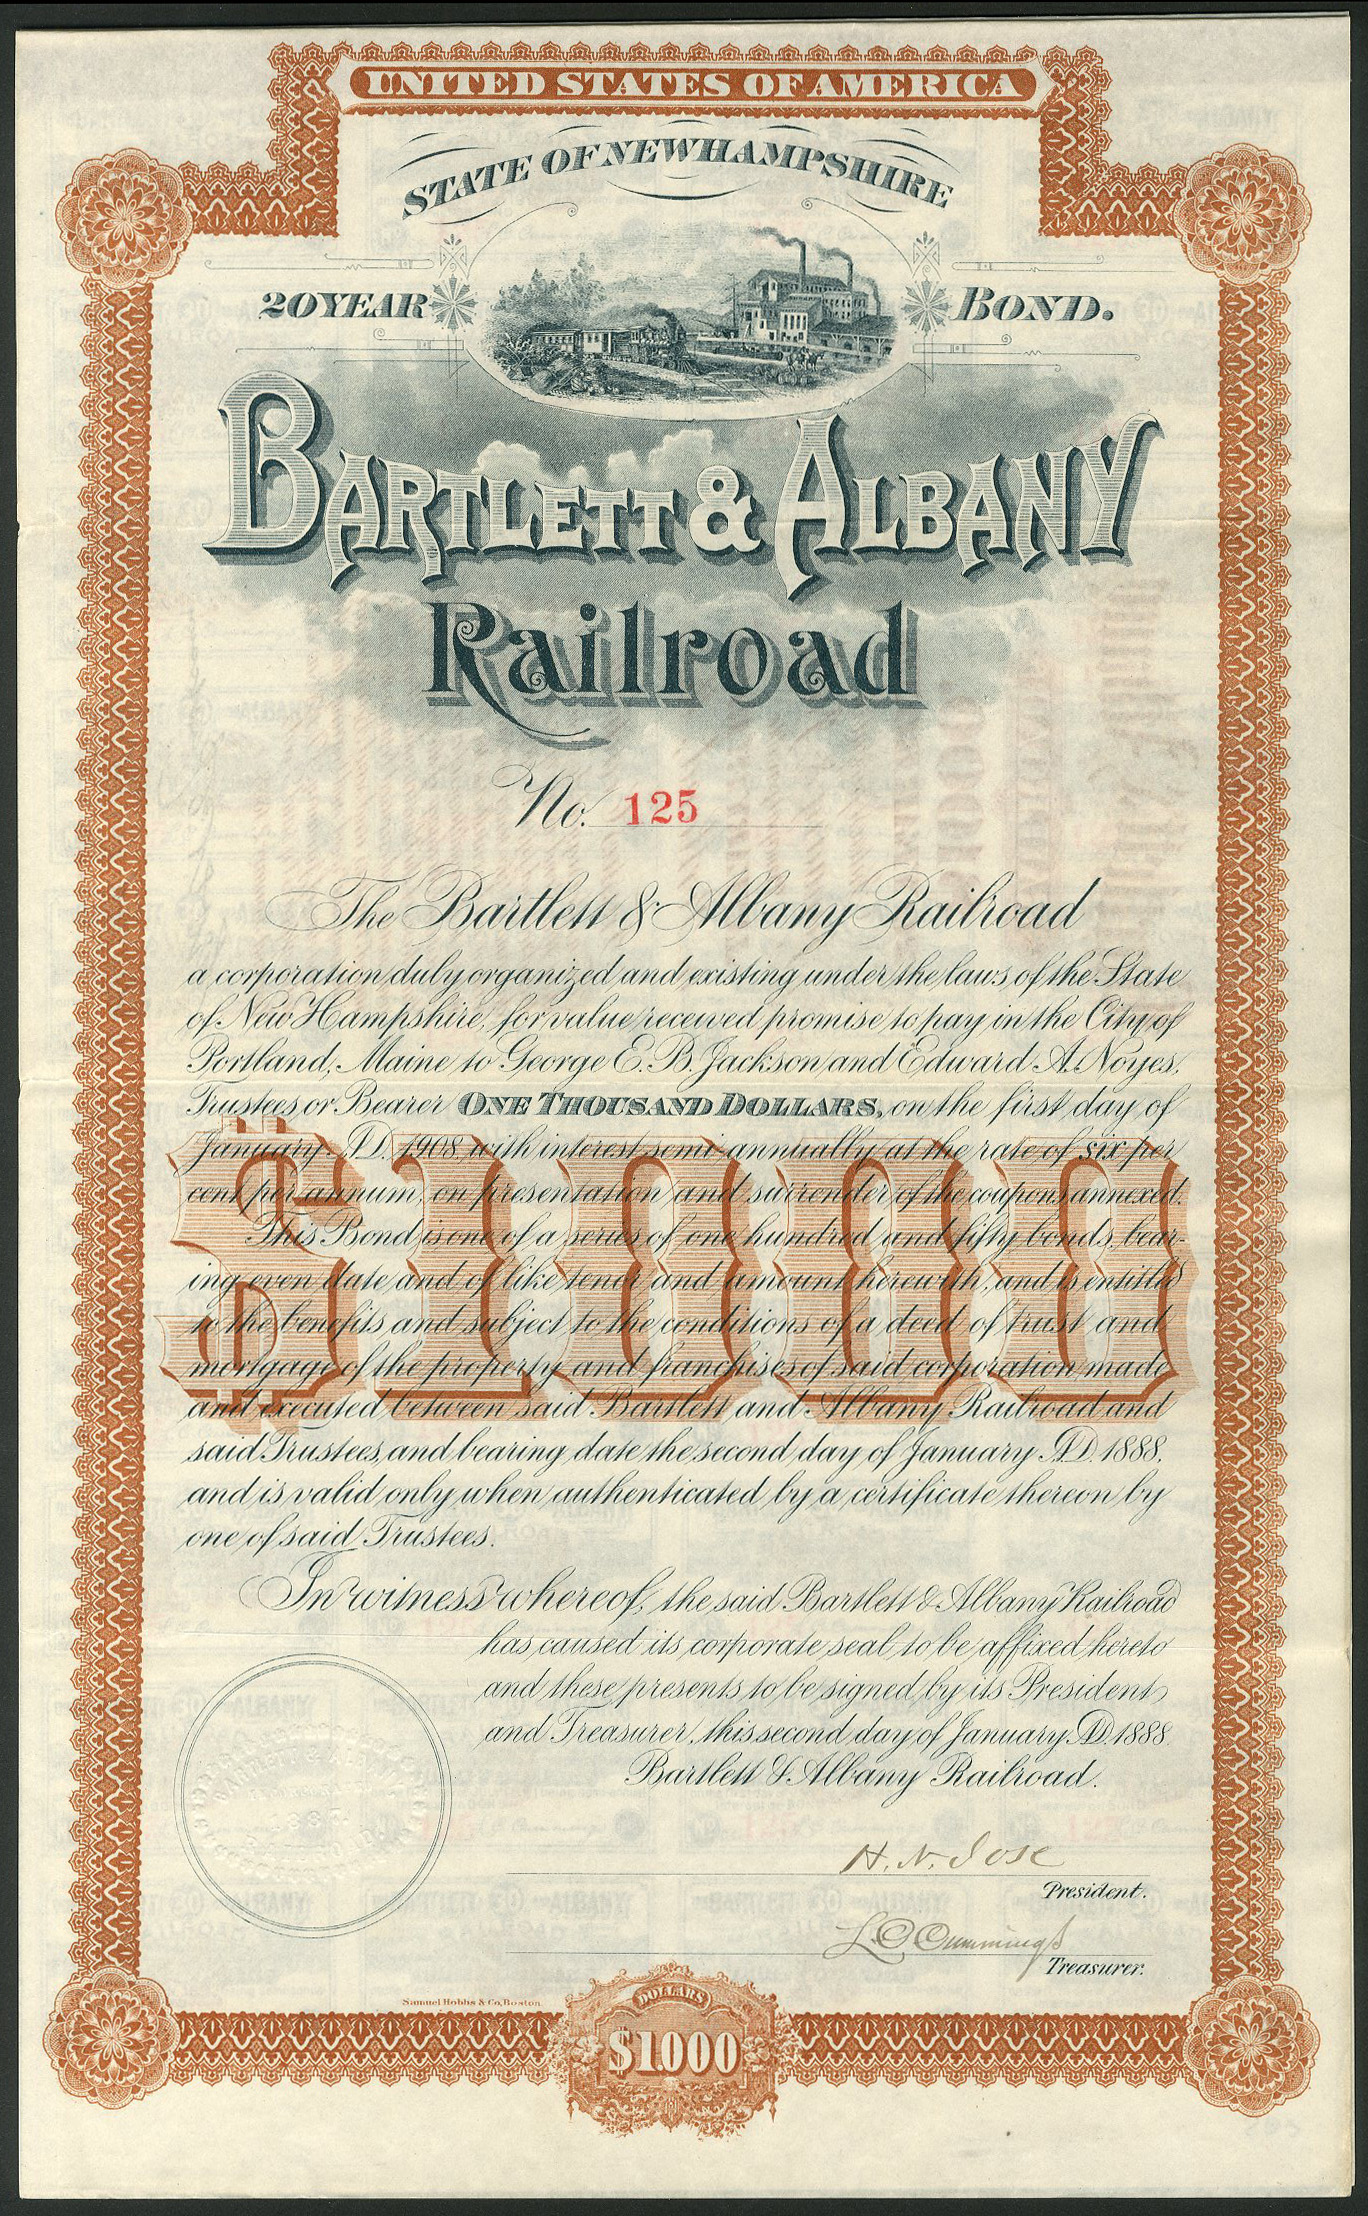 UNITED STATES OF AMERICA
STATE OF NEW HAMPSHIRE
20 YEAR BOND.
BARTLETT & ALBANY
Railroad
No. 125
The Bartlett & Albany Railroad
a corporation duly organized and existing under the laws of the State
of New Hampshire, for value received promise to pay in the City of
Portland, Maine to George E. B. Jackson and Edward A. Noyes,
Trustees or Bearer ONE THOUSAND DOLLARS, on the first day of
January A.D. 1908, with interest semi-annually at the rate of six per
cent per annum, on presentation and surrender of the coupons annexed.
This Bond is one of a series of one hundred and fifty bonds, bear-
ing even date and of like tenor and amount herewith, and is entitled
to the benefits and subject to the conditions of a deed of trust and
mortgage of the property and franchises of said corporation made
and executed between said Bartlett and Albany Railroad and
said Trustees, and bearing date the second day of January A.D. 1888,
and is valid only when authenticated by a certificate thereon by
one of said Trustees.
$1000
In witness whereof, the said Bartlett & Albany Railroad
has caused its corporate seal to be affixed hereto
and these presents to be signed by its President
and Treasurer, this second day of January A.D. 1888.
Bartlett & Albany Railroad.
H. N. Jose
President.
L C Cummings
Treasurer.
Samuel Hobbs & Co, Boston
DOLLARS
$1000